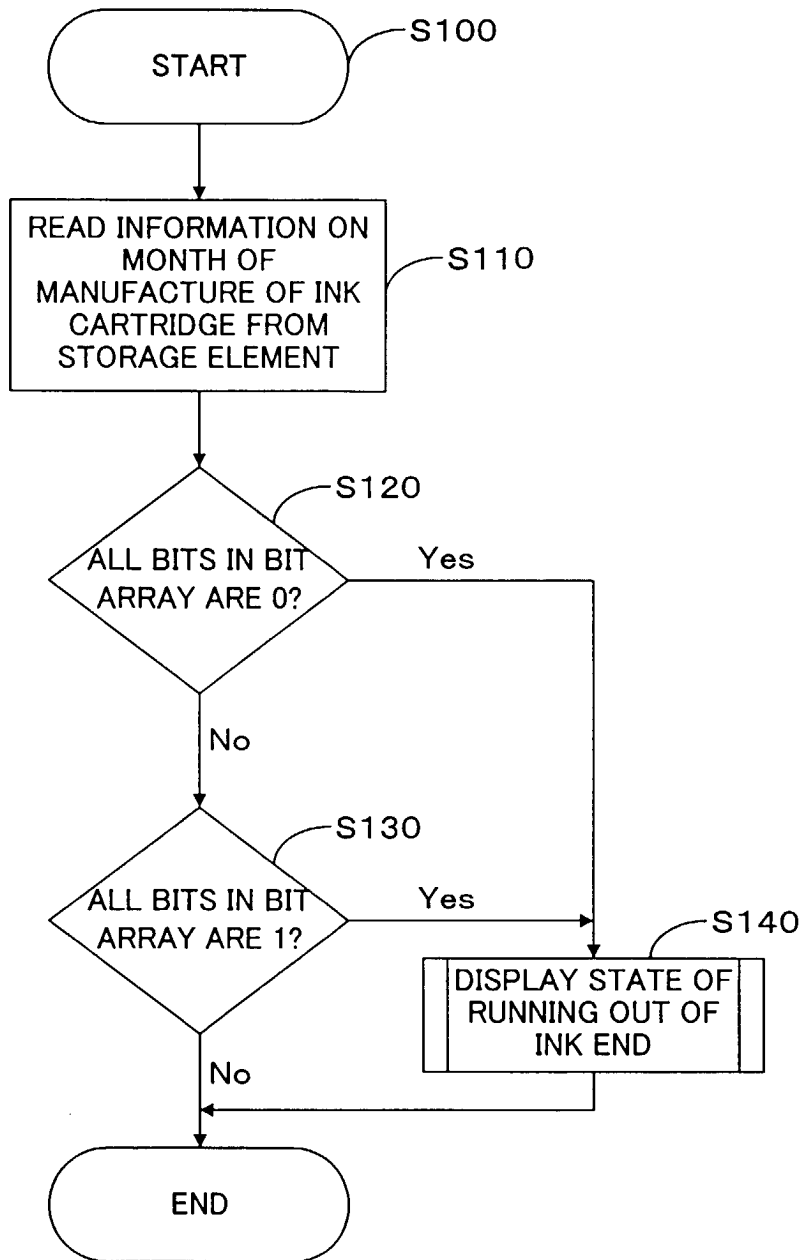 START
S100
READ INFORMATION ON
MONTH OF
MANUFACTURE OF INK
CARTRIDGE FROM
STORAGE ELEMENT
S110
S120
ALL BITS IN BIT
ARRAY ARE 0?
Yes
No
S130
ALL BITS IN BIT
ARRAY ARE 1?
Yes
S140
DISPLAY STATE OF
RUNNING OUT OF
INK END
No
END